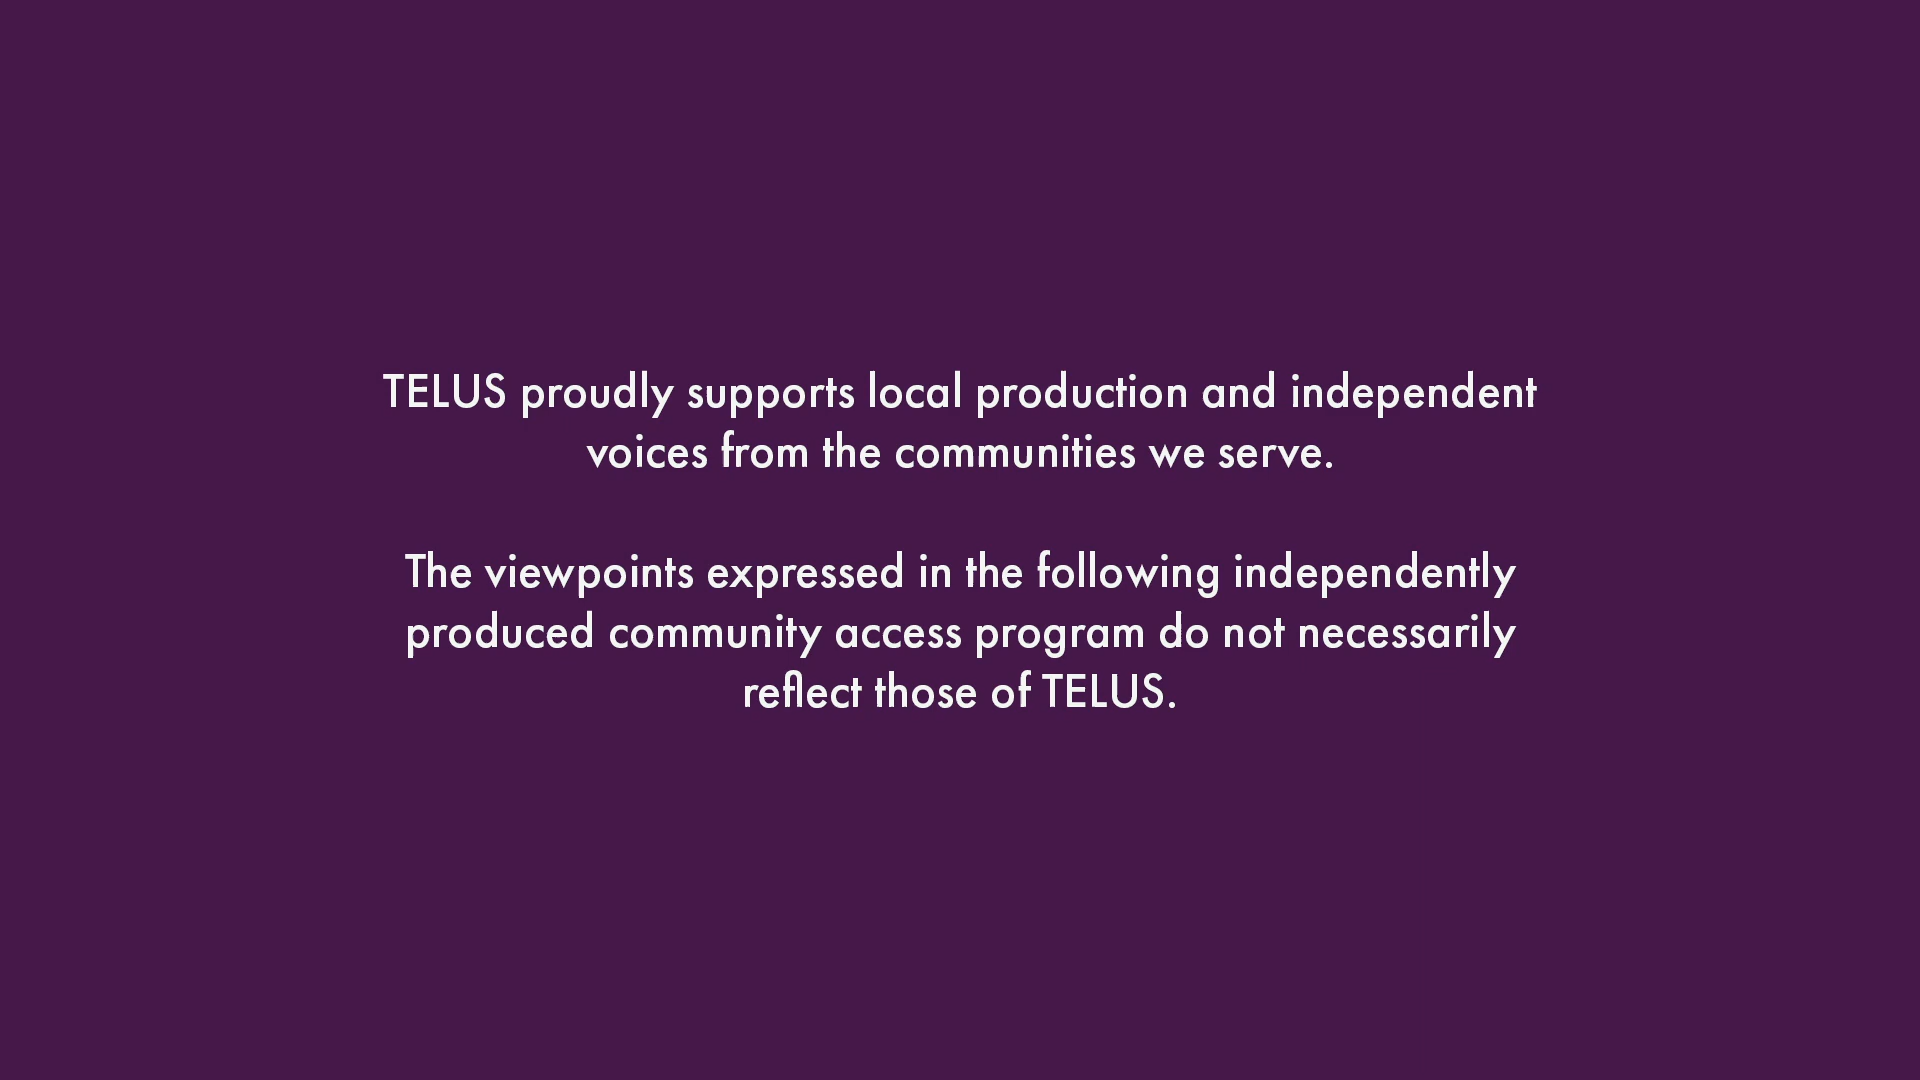 TELUS proudly supports local production and independent
voices from the communities we serve.
The viewpoints expressed in the following independently
produced community access program do not necessarily
reflect those of TELUS.